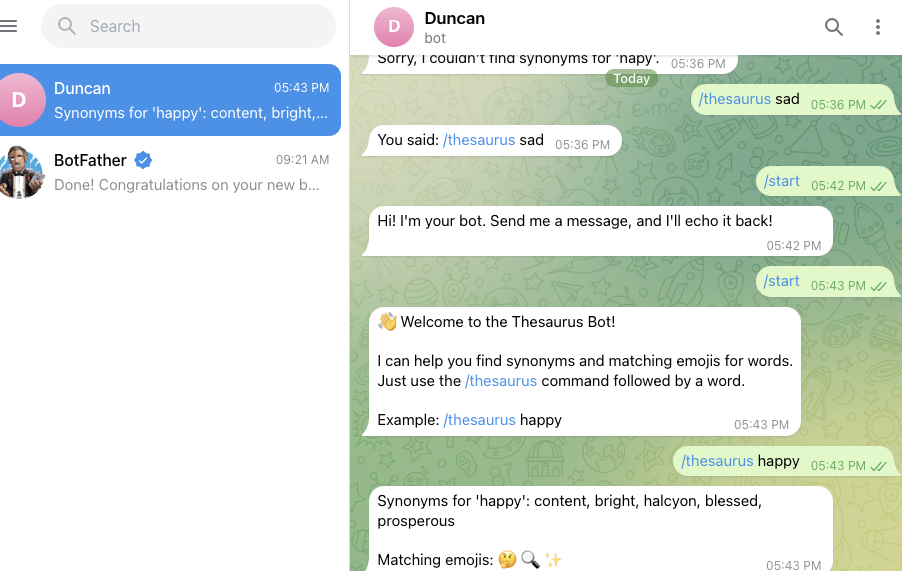 Search
Duncan
05:43 PM
Synonyms for 'happy': content, bright,...
BotFather
09:21 AM
Done! Congratulations on your new b...
D
D
Duncan
bot
Sorry, I couldn't find synonyms for 'hapy'. 05:36 PM
Today
/thesaurus sad 05:36 PM
You said: /thesaurus sad 05:36 PM
/start 05:42 PM
Hi! I'm your bot. Send me a message, and I'll echo it back!
05:42 PM
/start 05:43 PM
👋 Welcome to the Thesaurus Bot!
I can help you find synonyms and matching emojis for words.
Just use the /thesaurus command followed by a word.
Example: /thesaurus happy
05:43 PM
/thesaurus happy 05:43 PM
Synonyms for 'happy': content, bright, halcyon, blessed,
prosperous
Matching emojis: 🤔 🔍 ✨
05:43 PM